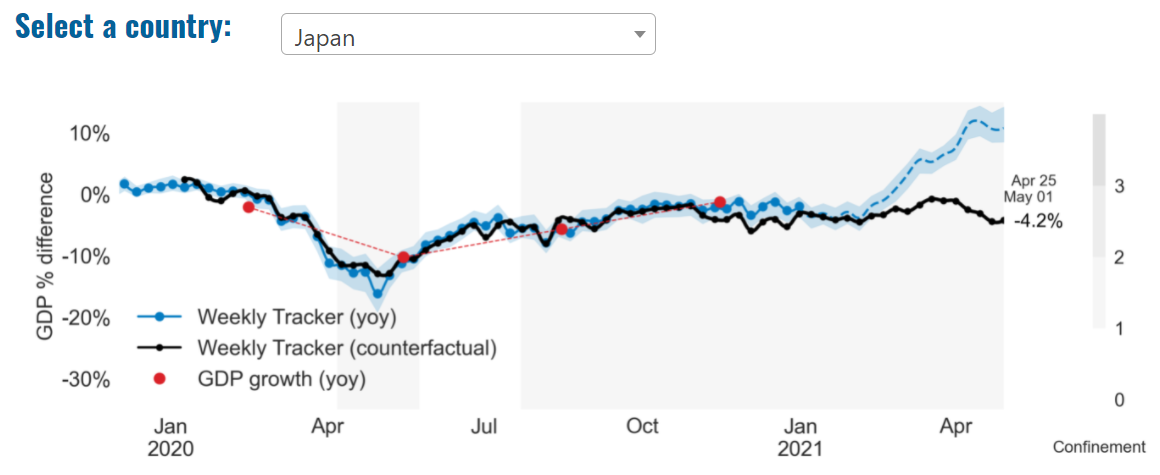 Select a country:
Japan
10%
0%
-10%
-20%
-30%
GDP % difference
Weekly Tracker (yoy)
Weekly Tracker (counterfactual)
GDP growth (yoy)
Jan
2020
Apr
Jul
Oct
Jan
2021
Apr
Apr 25
May 01
-4.2%
3
2
1
0
Confinement